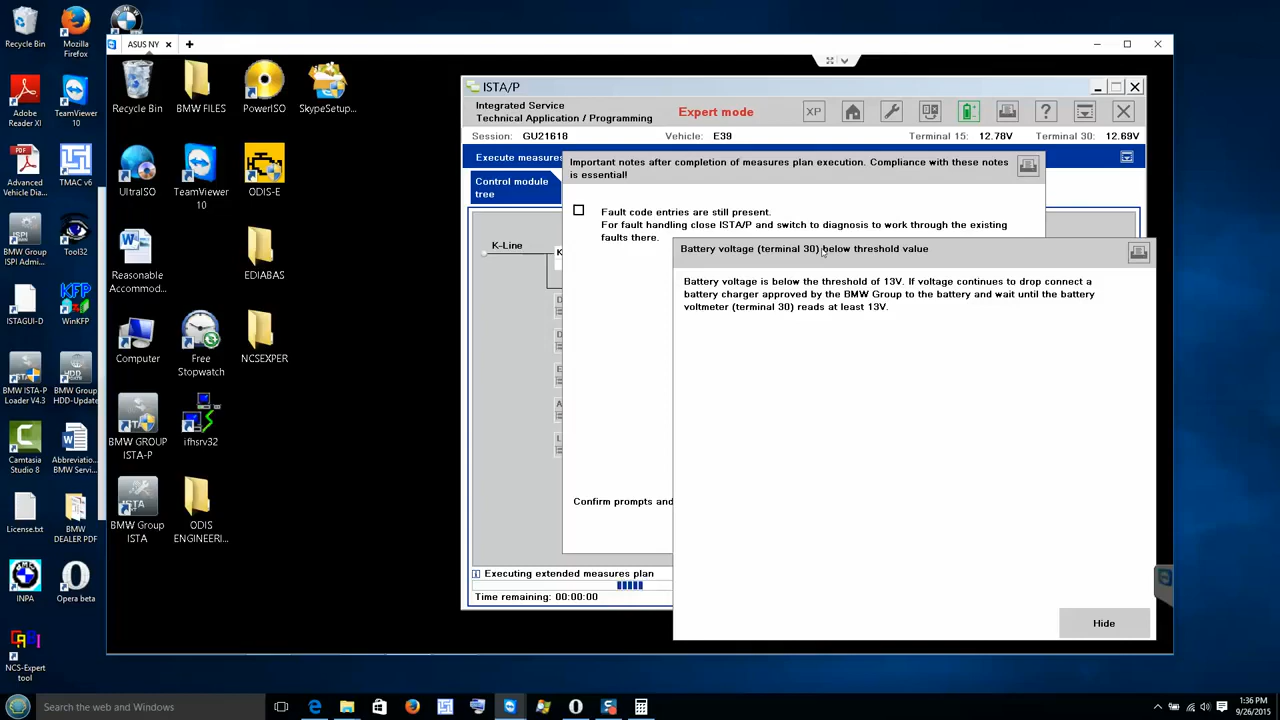 Recycle Bin
Mozilla
Firefox
Adobe
Reader XI
TeamViewer
10
Advanced
Vehicle Dia...
TMAC v6
BMW Group
ISPI Admi...
Tool32
ISTAGUI-D
WinKFP
BMW ISTA-P
Loader V4.3
BMW Group
HDD-Update
Camtasia
Studio 8
Abbreviatio...
BMW Servi...
License.txt
BMW
DEALER PDF
INPA
Opera beta
NCS-Expert
tool
ASUS NY
Recycle Bin
BMW FILES
PowerISO
SkypeSetup...
UltraISO
TeamViewer
10
ODIS-E
Reasonable
Accommod...
EDIABAS
Computer
Free
Stopwatch
NCSEXPER
BMW GROUP
ISTA-P
ifhsrv32
BMW Group
ISTA
ODIS
ENGINEERI...
ISTA/P
Integrated Service
Technical Application / Programming
Expert mode
XP
Session: GU21618 Vehicle: E39 Terminal 15: 12.78V Terminal 30: 12.69V
Execute measures
Control module
tree
K-Line
Important notes after completion of measures plan execution. Compliance with these notes
is essential!
Fault code entries are still present.
For fault handling close ISTA/P and switch to diagnosis to work through the existing
faults there.
Confirm prompts and
Battery voltage (terminal 30) below threshold value
Battery voltage is below the threshold of 13V. If voltage continues to drop connect a
battery charger approved by the BMW Group to the battery and wait until the battery
voltmeter (terminal 30) reads at least 13V.
Hide
Executing extended measures plan
Time remaining: 00:00:00
Search the web and Windows
1:36 PM
9/26/2015